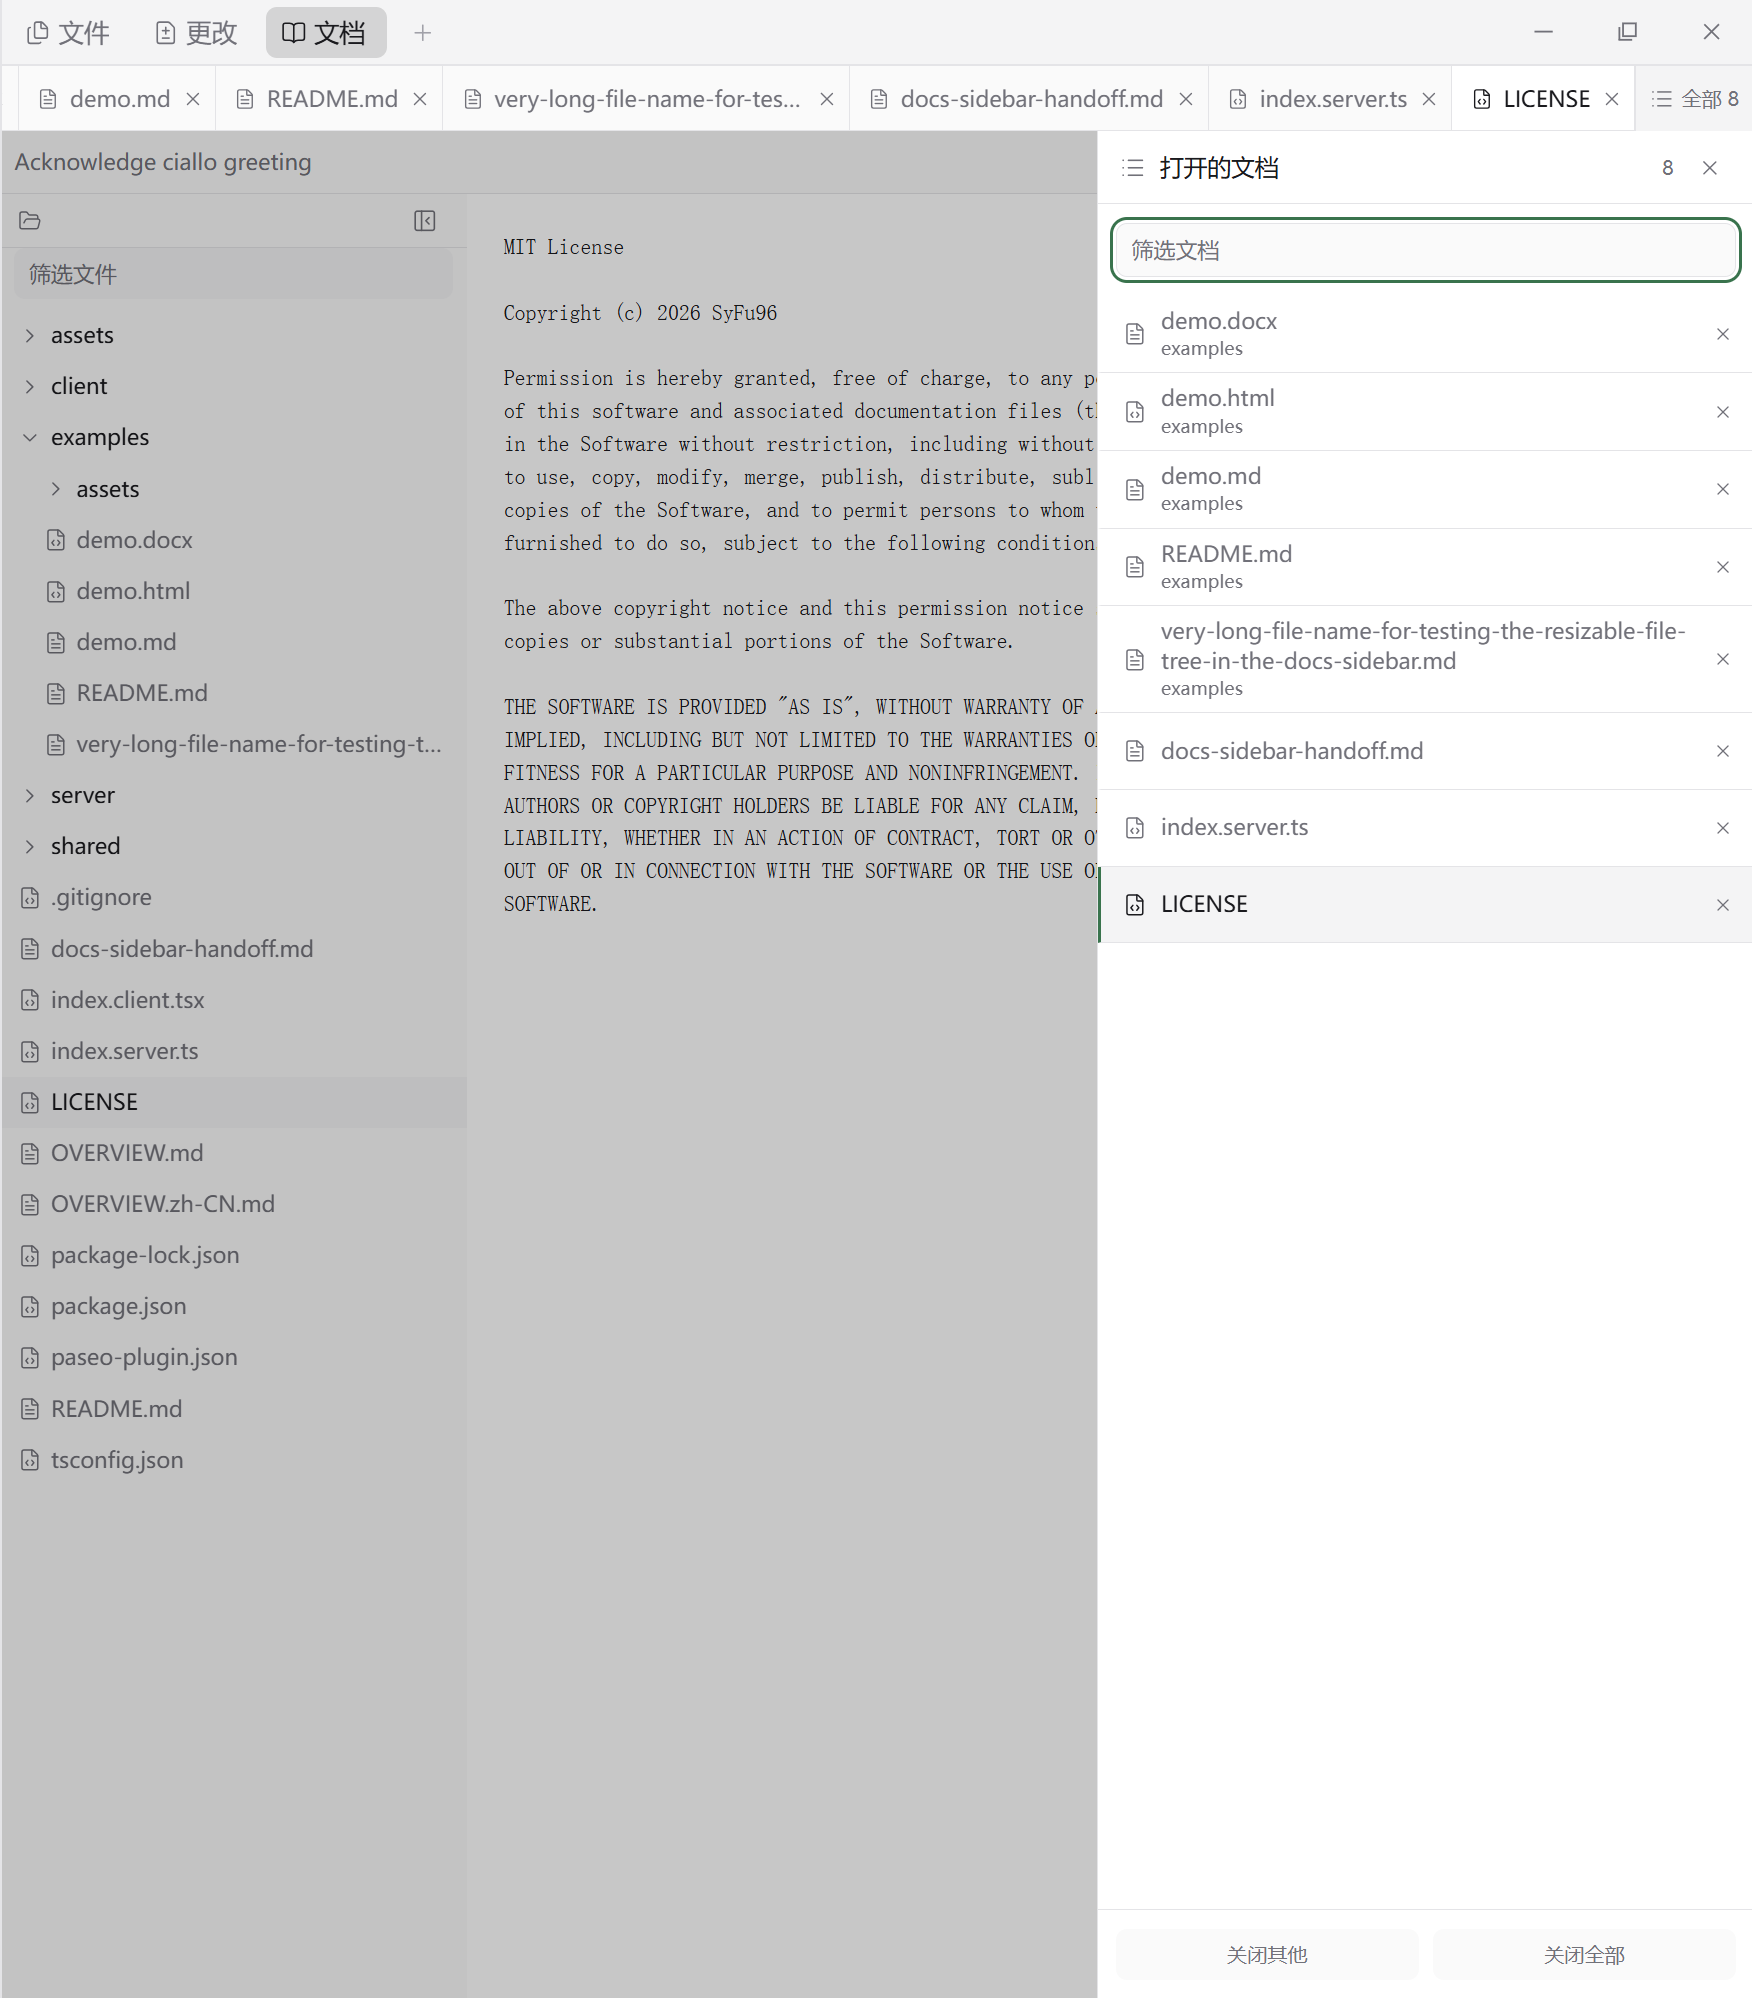 文件
更改
文档
demo.md
README.md
very-long-file-name-for-tes...
docs-sidebar-handoff.md
index.server.ts
LICENSE
全部 8
Acknowledge ciallo greeting
筛选文件
assets
client
examples
assets
demo.docx
demo.html
demo.md
README.md
very-long-file-name-for-testing-t...
server
shared
.gitignore
docs-sidebar-handoff.md
index.client.tsx
index.server.ts
LICENSE
OVERVIEW.md
OVERVIEW.zh-CN.md
package-lock.json
package.json
paseo-plugin.json
README.md
tsconfig.json
MIT License
Copyright (c) 2026 SyFu96
Permission is hereby granted, free of charge, to any
of this software and associated documentation files
in the Software without restriction, including without
to use, copy, modify, merge, publish, distribute, subl
copies of the Software, and to permit persons to whom
furnished to do so, subject to the following condition
The above copyright notice and this permission notice
copies or substantial portions of the Software.
THE SOFTWARE IS PROVIDED "AS IS", WITHOUT WARRANTY OF
IMPLIED, INCLUDING BUT NOT LIMITED TO THE WARRANTIES
FITNESS FOR A PARTICULAR PURPOSE AND NONINFRINGEMENT.
AUTHORS OR COPYRIGHT HOLDERS BE LIABLE FOR ANY CLAIM,
LIABILITY, WHETHER IN AN ACTION OF CONTRACT, TORT OR
OUT OF OR IN CONNECTION WITH THE SOFTWARE OR THE USE
SOFTWARE.
打开的文档
8
筛选文档
demo.docx
examples
demo.html
examples
demo.md
examples
README.md
examples
very-long-file-name-for-testing-the-resizable-file-
tree-in-the-docs-sidebar.md
examples
docs-sidebar-handoff.md
index.server.ts
LICENSE
关闭其他
关闭全部